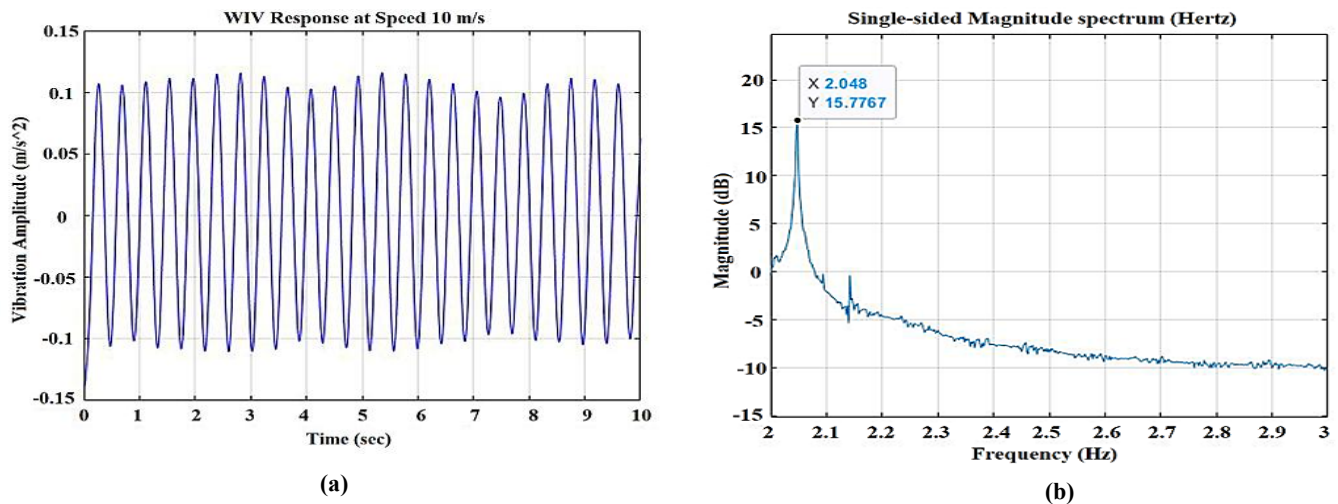 WIV Response at Speed 10 m/s
0.15
0.1
0.05
0
-0.05
-0.1
-0.15
0 1 2 3 4 5 6 7 8 9 10
Vibration Amplitude (m/s^2)
Time (sec)
(a)
Single-sided Magnitude spectrum (Hertz)
X 2.048
Y 15.7767
20
15
10
5
0
-5
-10
-15
2 2.1 2.2 2.3 2.4 2.5 2.6 2.7 2.8 2.9 3
Magnitude (dB)
Frequency (Hz)
(b)